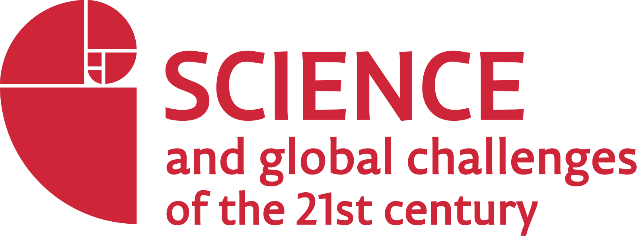 SCIENCE
and global challenges
of the 21st century